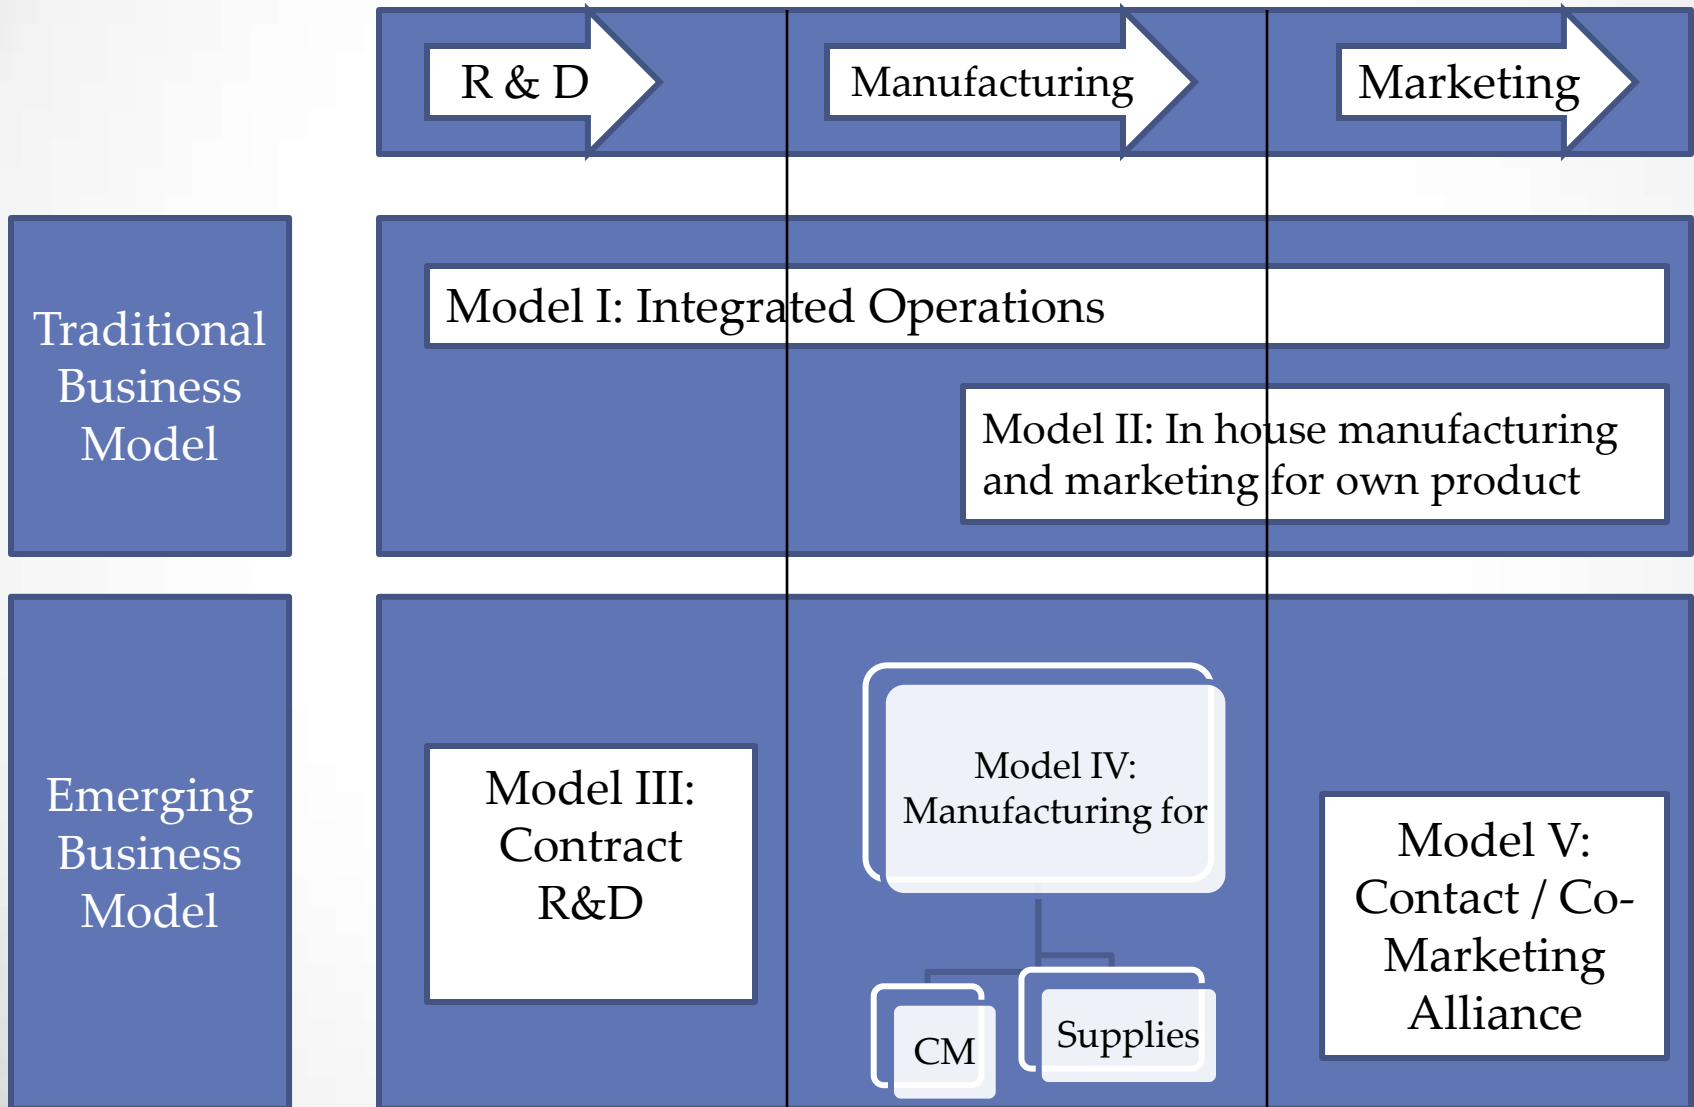 R & D
Manufacturing
Marketing
Traditional
Business
Model
Model I: Integrated Operations
Model II: In house manufacturing
and marketing for own product
Emerging
Business
Model
Model III:
Contract
R&D
Model IV:
Manufacturing for
CM
Supplies
Model V:
Contact / Co-
Marketing
Alliance